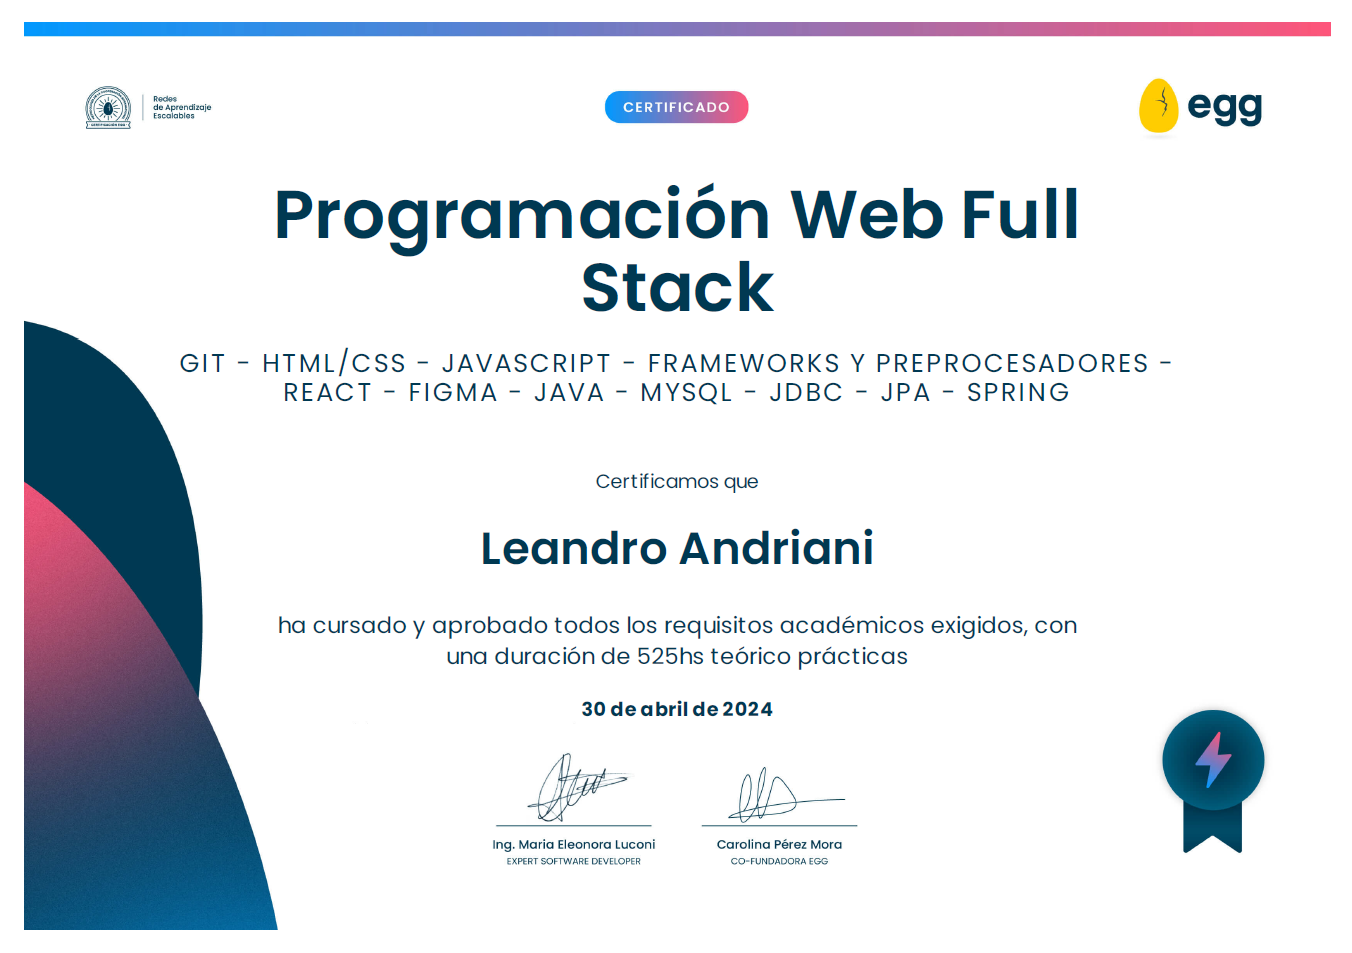 Redes
de Aprendizaje
Escalables
CERTIFICADO
egg
Programación Web Full
Stack
GIT - HTML/CSS - JAVASCRIPT - FRAMEWORKS Y PREPROCESADORES -
REACT - FIGMA - JAVA - MYSQL - JDBC - JPA - SPRING
Certificamos que
Leandro Andriani
ha cursado y aprobado todos los requisitos académicos exigidos, con
una duración de 525hs teórico prácticas
30 de abril de 2024
Ing. Maria Eleonora Luconi
EXPERT SOFTWARE DEVELOPER
Carolina Pérez Mora
CO-FUNDADORA EGG